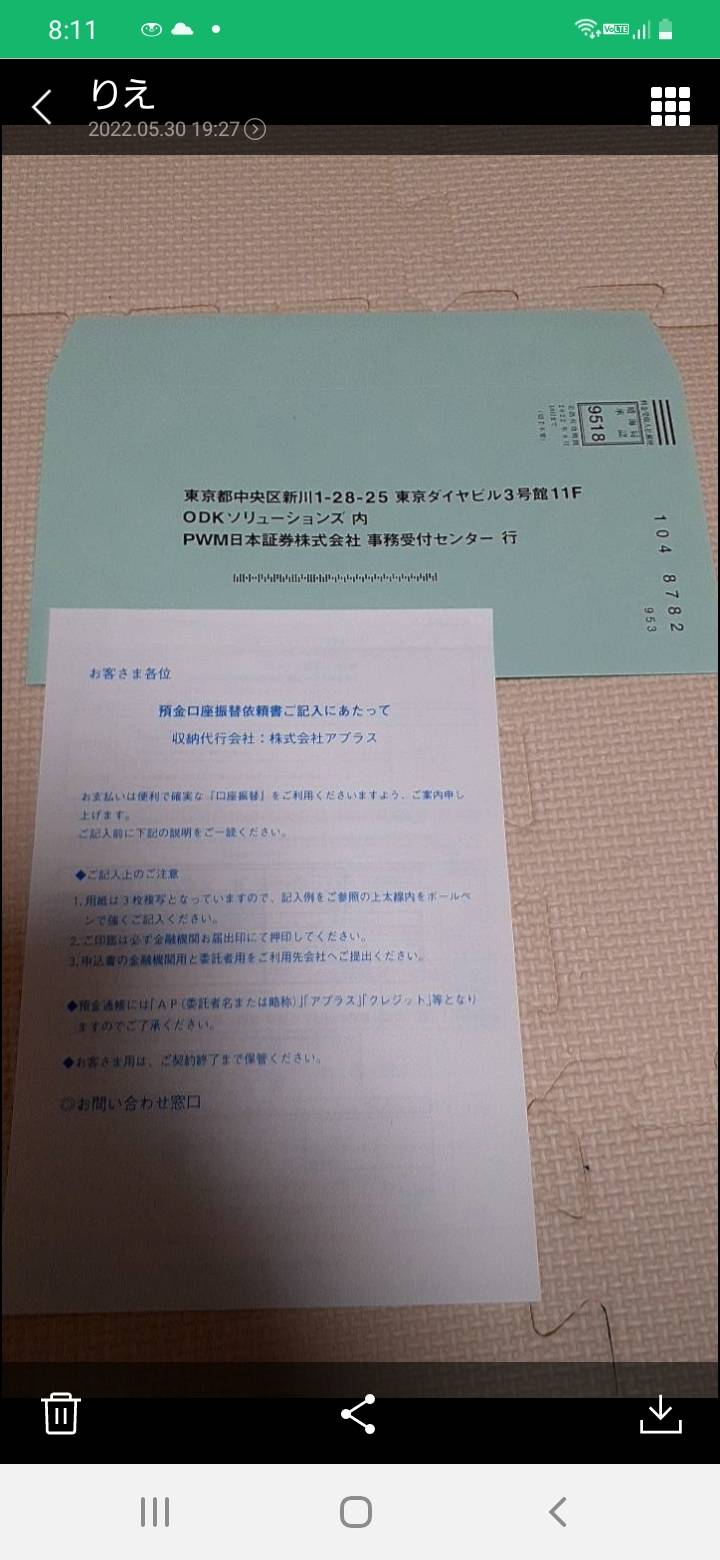 8:11
VoLTE
りえ
2022.05.30 19:27
料金受取人払郵便
晴海局
承認
9518
104 8782
953
東京都中央区新川1-28-25 東京ダイヤビル3号館11F
ODKソリューションズ 内
PWM日本証券株式会社 事務受付センター 行
お客さま各位
預金口座振替依頼書ご記入にあたって
収納代行会社：株式会社アプラス
お支払いは便利で確実な「口座振替」をご利用くださいますよう、ご案内申し
上げます。
ご記入前に下記の説明をご一読ください。
◆ご記入上のご注意
1. 用紙は3枚複写となっていますので、記入例をご参照の上太線内をボールペ
ンで強くご記入ください。
2. ご印鑑は必ず金融機関お届出印にて押印してください。
3. 申込書の金融機関用と委託者用をご利用先会社へご提出ください。
◆預金通帳には「AP(委託者名または略称)」「アプラス」「クレジット」等となり
ますのでご了承ください。
◆お客さま用は、ご契約終了まで保管ください。
◎お問い合わせ窓口